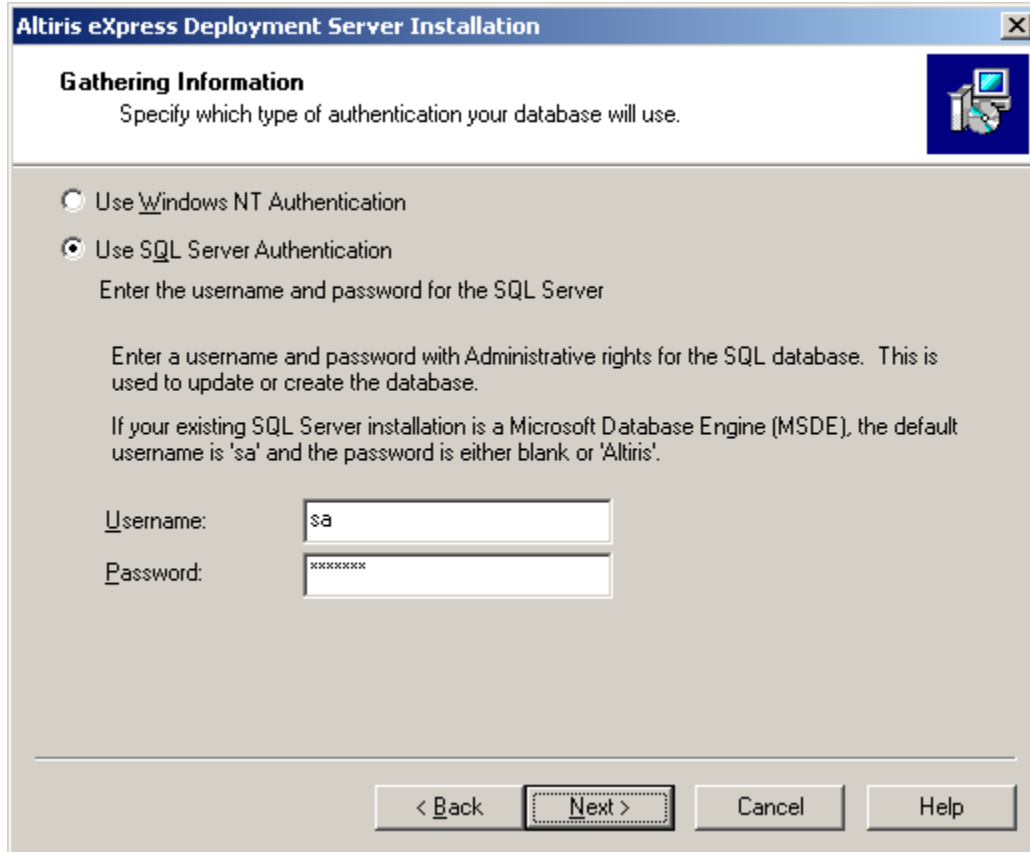 Altiris eXpress Deployment Server Installation
Gathering Information
Specify which type of authentication your database will use.
Use Windows NT Authentication
Use SQL Server Authentication
Enter the username and password for the SQL Server
Enter a username and password with Administrative rights for the SQL database.  This is
used to update or create the database.
If your existing SQL Server installation is a Microsoft Database Engine (MSDE), the default
username is 'sa' and the password is either blank or 'Altiris'.
Username:
sa
Password:
*******
< Back
Next >
Cancel
Help